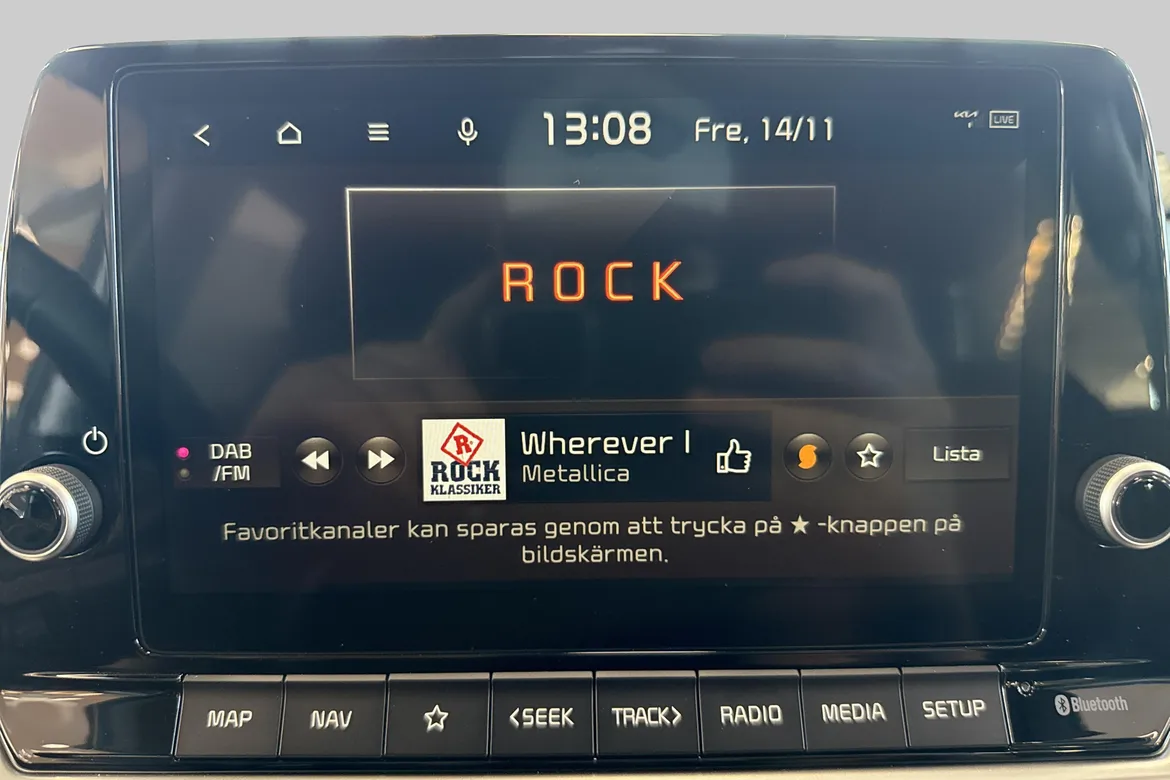 13:08 Fre, 14/11
LIVE
ROCK
DAB
/FM
R
ROCK
KLASSIKER
Wherever I
Metallica
Lista
Favoritkanaler kan sparas genom att trycka på ★ -knappen på
bildskärmen.
MAP NAV ☆ <SEEK TRACK> RADIO MEDIA SETUP
Bluetooth